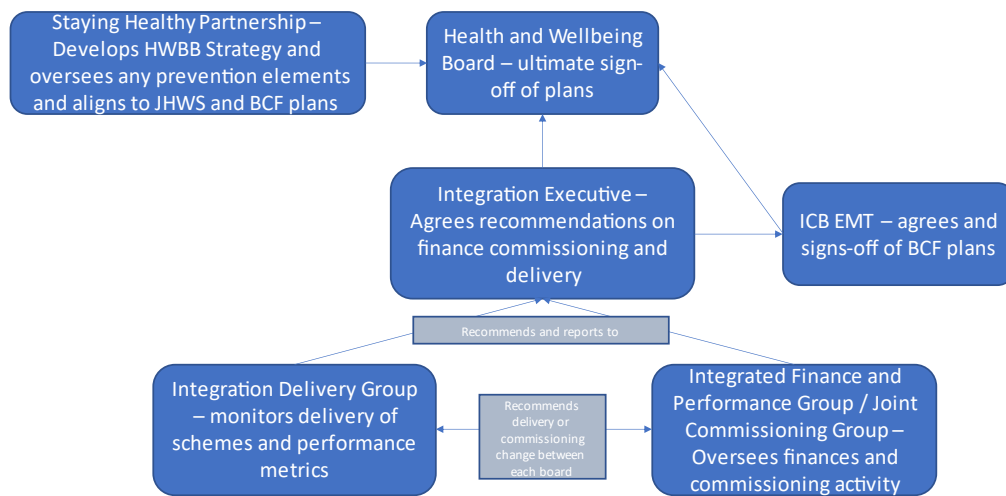 Staying Healthy Partnership –
Develops HWBB Strategy and
oversees any prevention elements
and aligns to JHWS and BCF plans
Health and Wellbeing
Board – ultimate sign-
off of plans
Integration Executive –
Agrees recommendations on
finance commissioning and
delivery
ICB EMT – agrees and
signs-off of BCF plans
Recommends and reports to
Integration Delivery Group
– monitors delivery of
schemes and performance
metrics
Recommends
delivery or
commissioning
change between
each board
Integrated Finance and
Performance Group / Joint
Commissioning Group –
Oversees finances and
commissioning activity